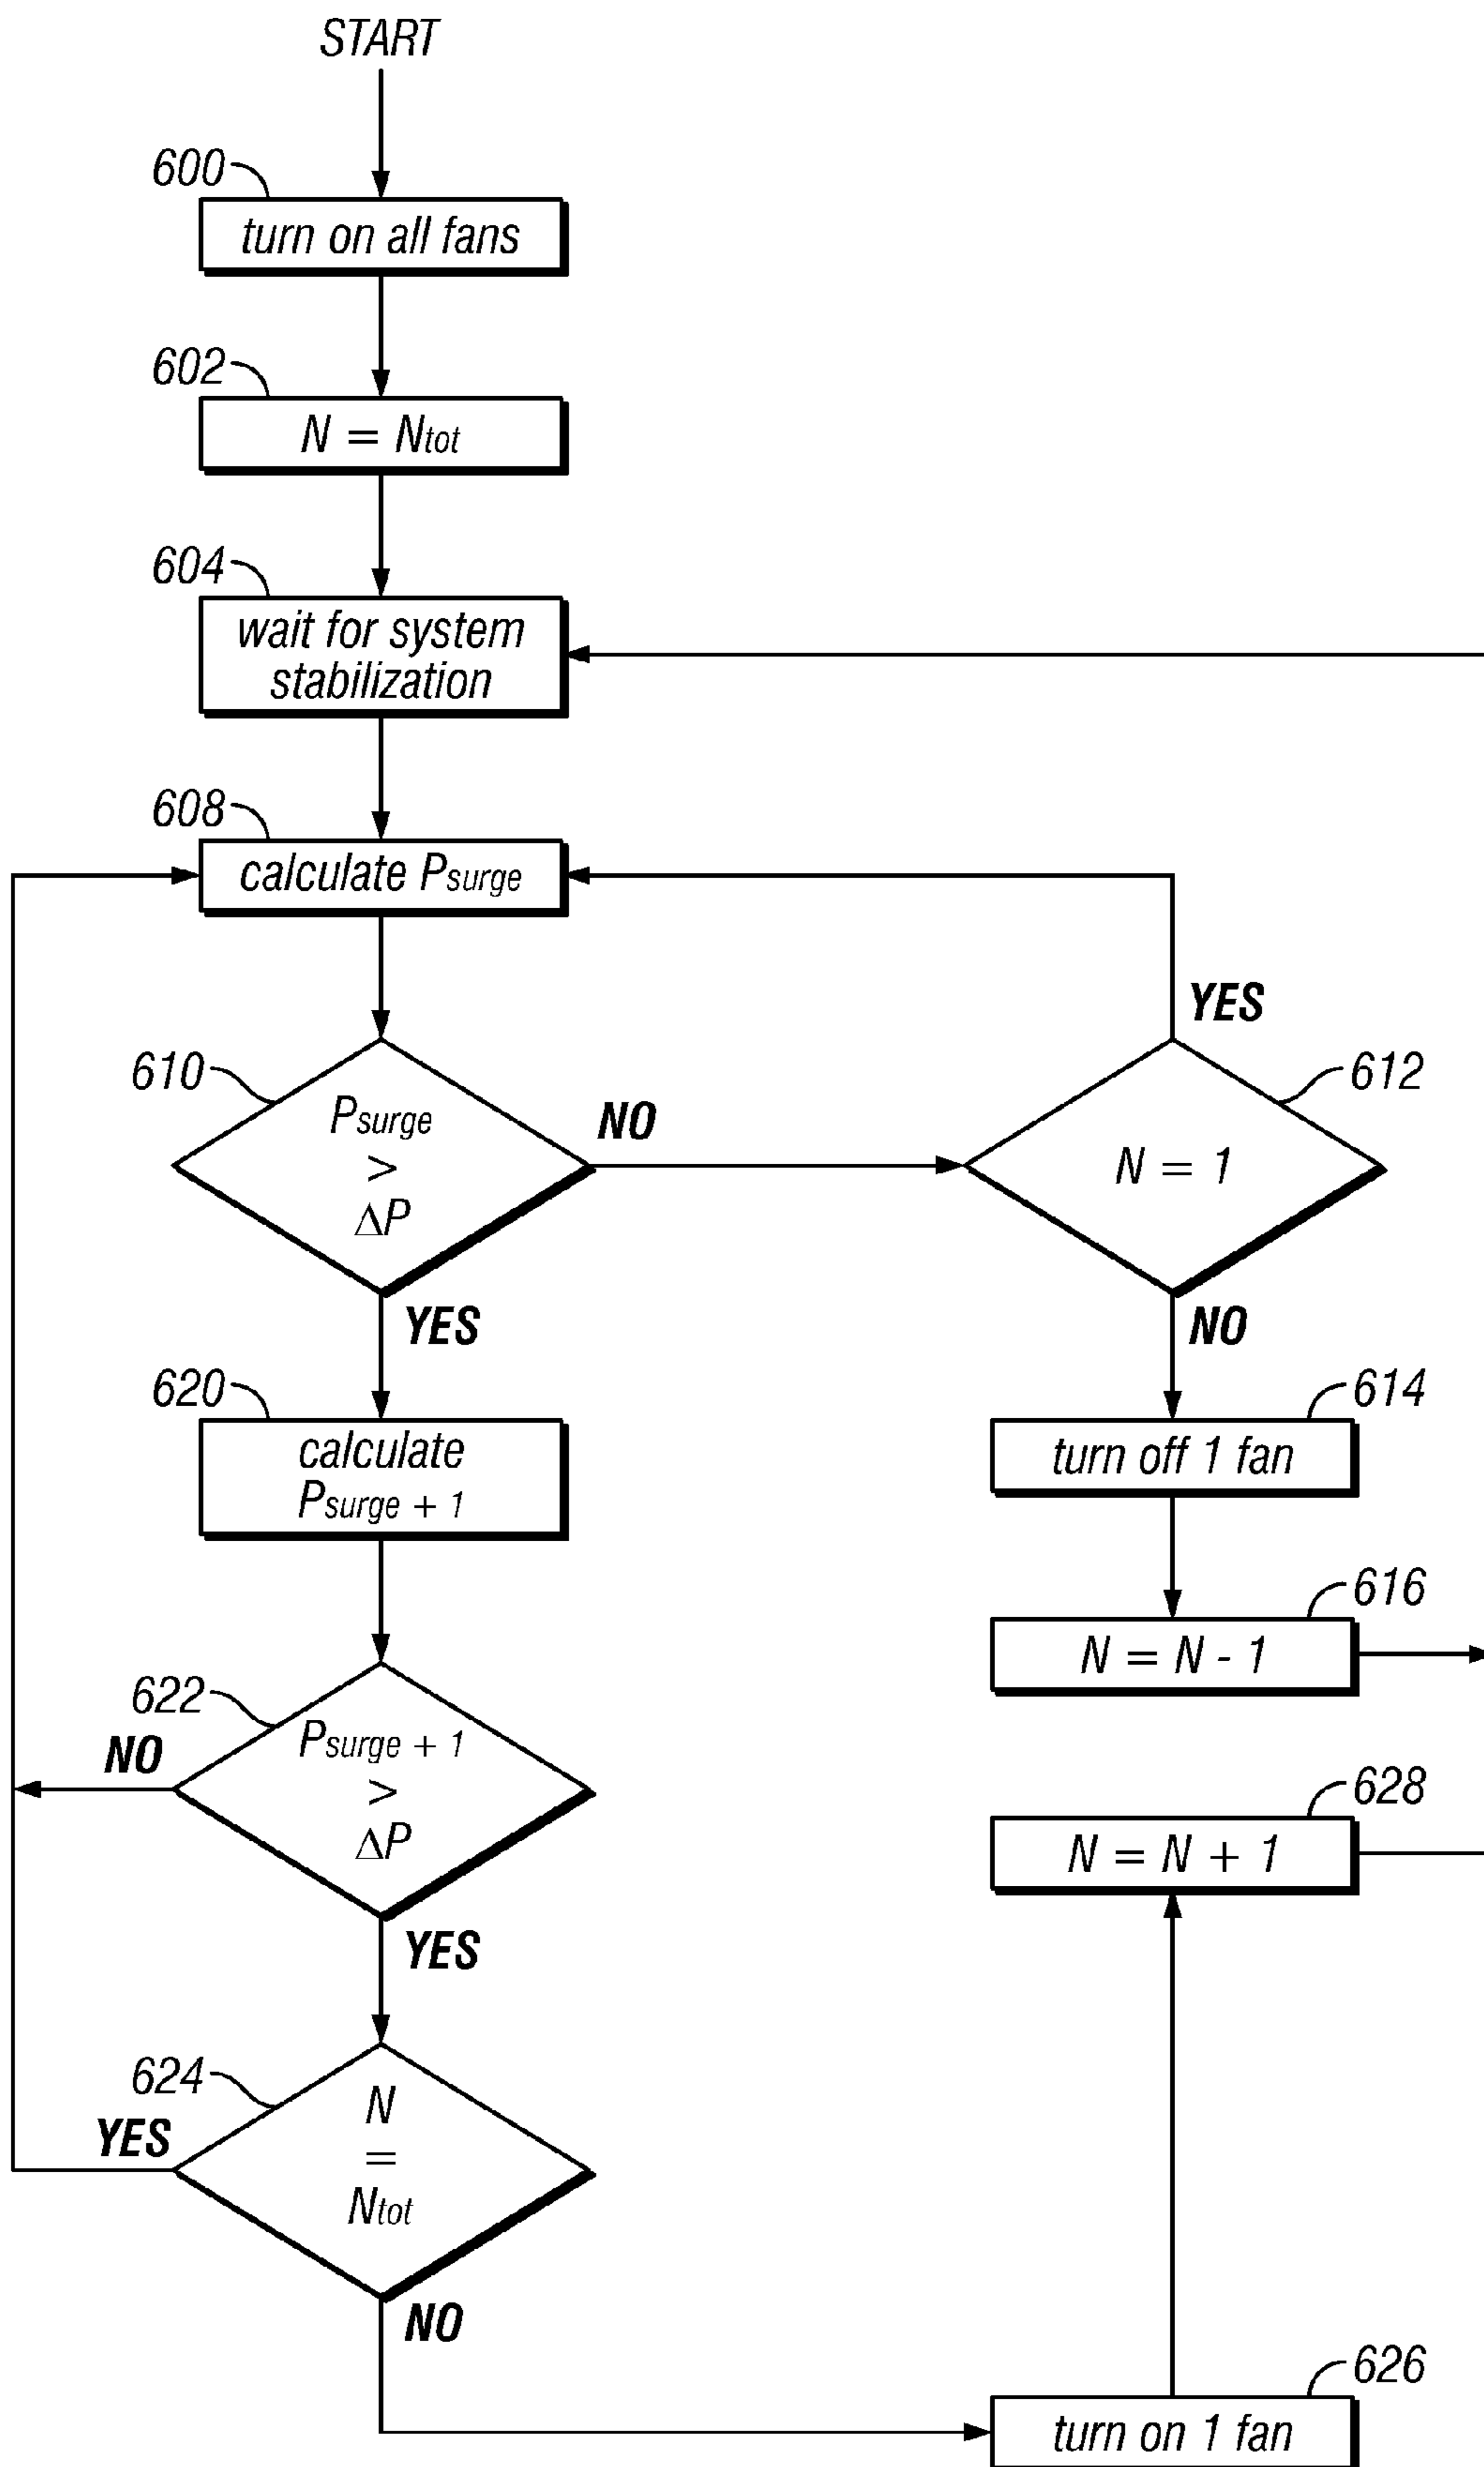 START
600
turn on all fans
602
N = Ntot
604
wait for system
stabilization
608
calculate Psurge
YES
610
Psurge
>
ΔP
NO
612
N = 1
YES
NO
620
calculate
Psurge + 1
614
turn off 1 fan
616
N = N - 1
622
Psurge + 1
>
ΔP
NO
628
N = N + 1
YES
624
N
=
Ntot
YES
NO
626
turn on 1 fan